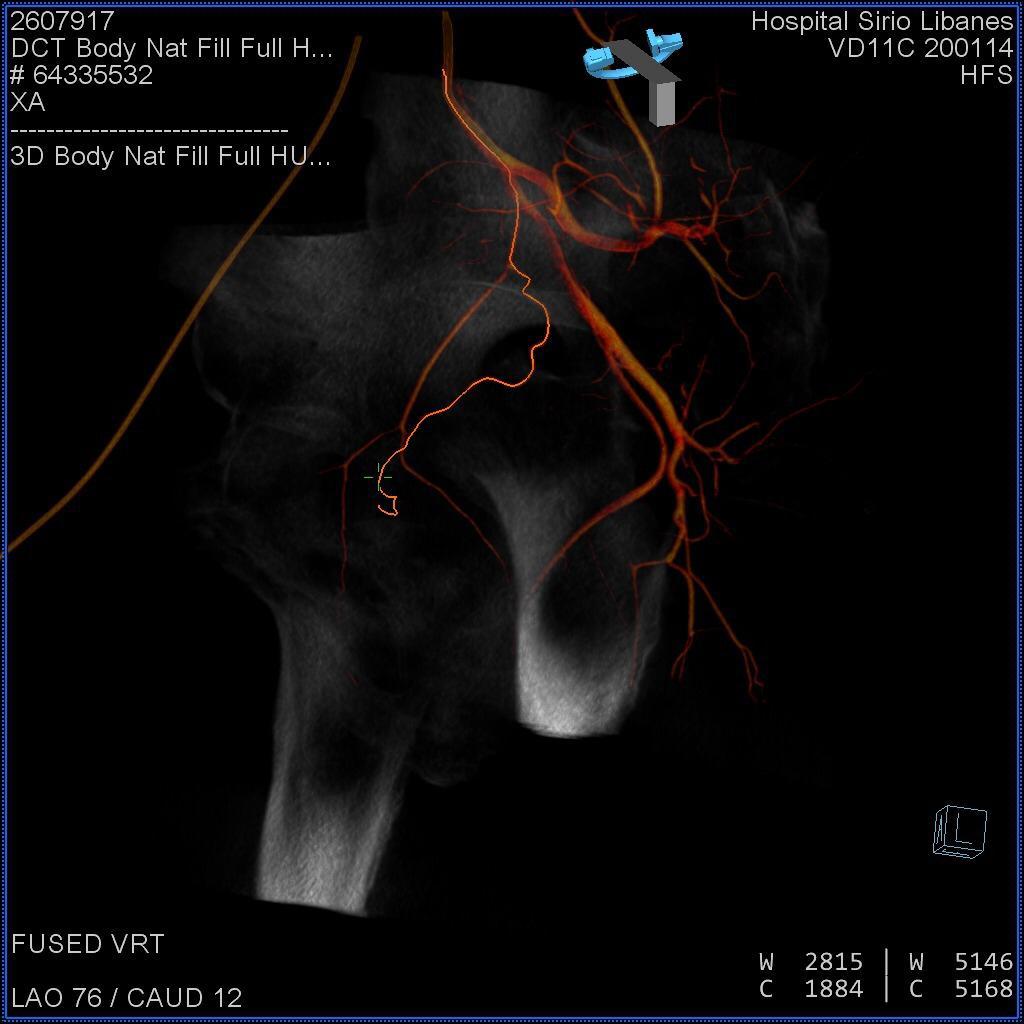 2607917
DCT Body Nat Fill Full H...
# 64335532
XA
------------------------------
3D Body Nat Fill Full HU...
Hospital Sirio Libanes
VD11C 200114
HFS
L
FUSED VRT
LAO 76 / CAUD 12
W 2815 | W 5146
C 1884 | C 5168